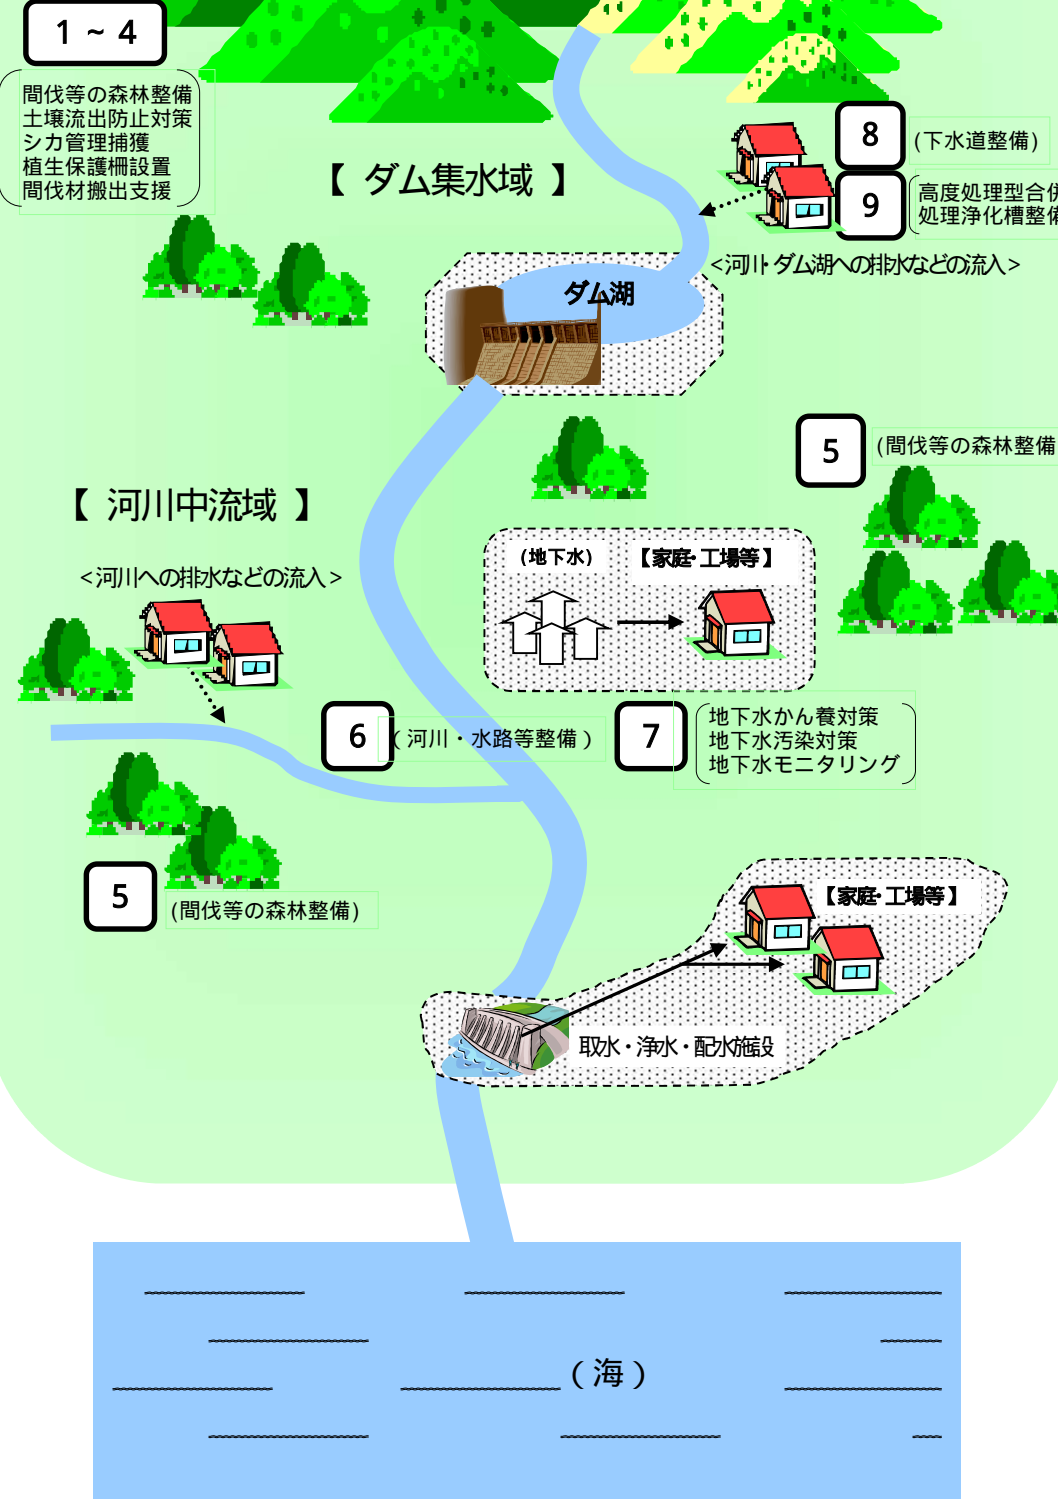 1 ~ 4
間伐等の森林整備
土壌流出防止対策
シカ管理捕獲
植生保護柵設置
間伐材搬出支援
【 ダム集水域 】
8
(下水道整備)
9
高度処理型合併
処理浄化槽整備
<河川・ダム湖への排水などの流入>
ダム湖
5
(間伐等の森林整備
【 河川中流域 】
<河川への排水などの流入>
(地下水)
【家庭・工場等】
6
(河川・水路等整備)
7
地下水かん養対策
地下水汚染対策
地下水モニタリング
5
(間伐等の森林整備)
【家庭・工場等】
取水・浄水・配水施設
(海)